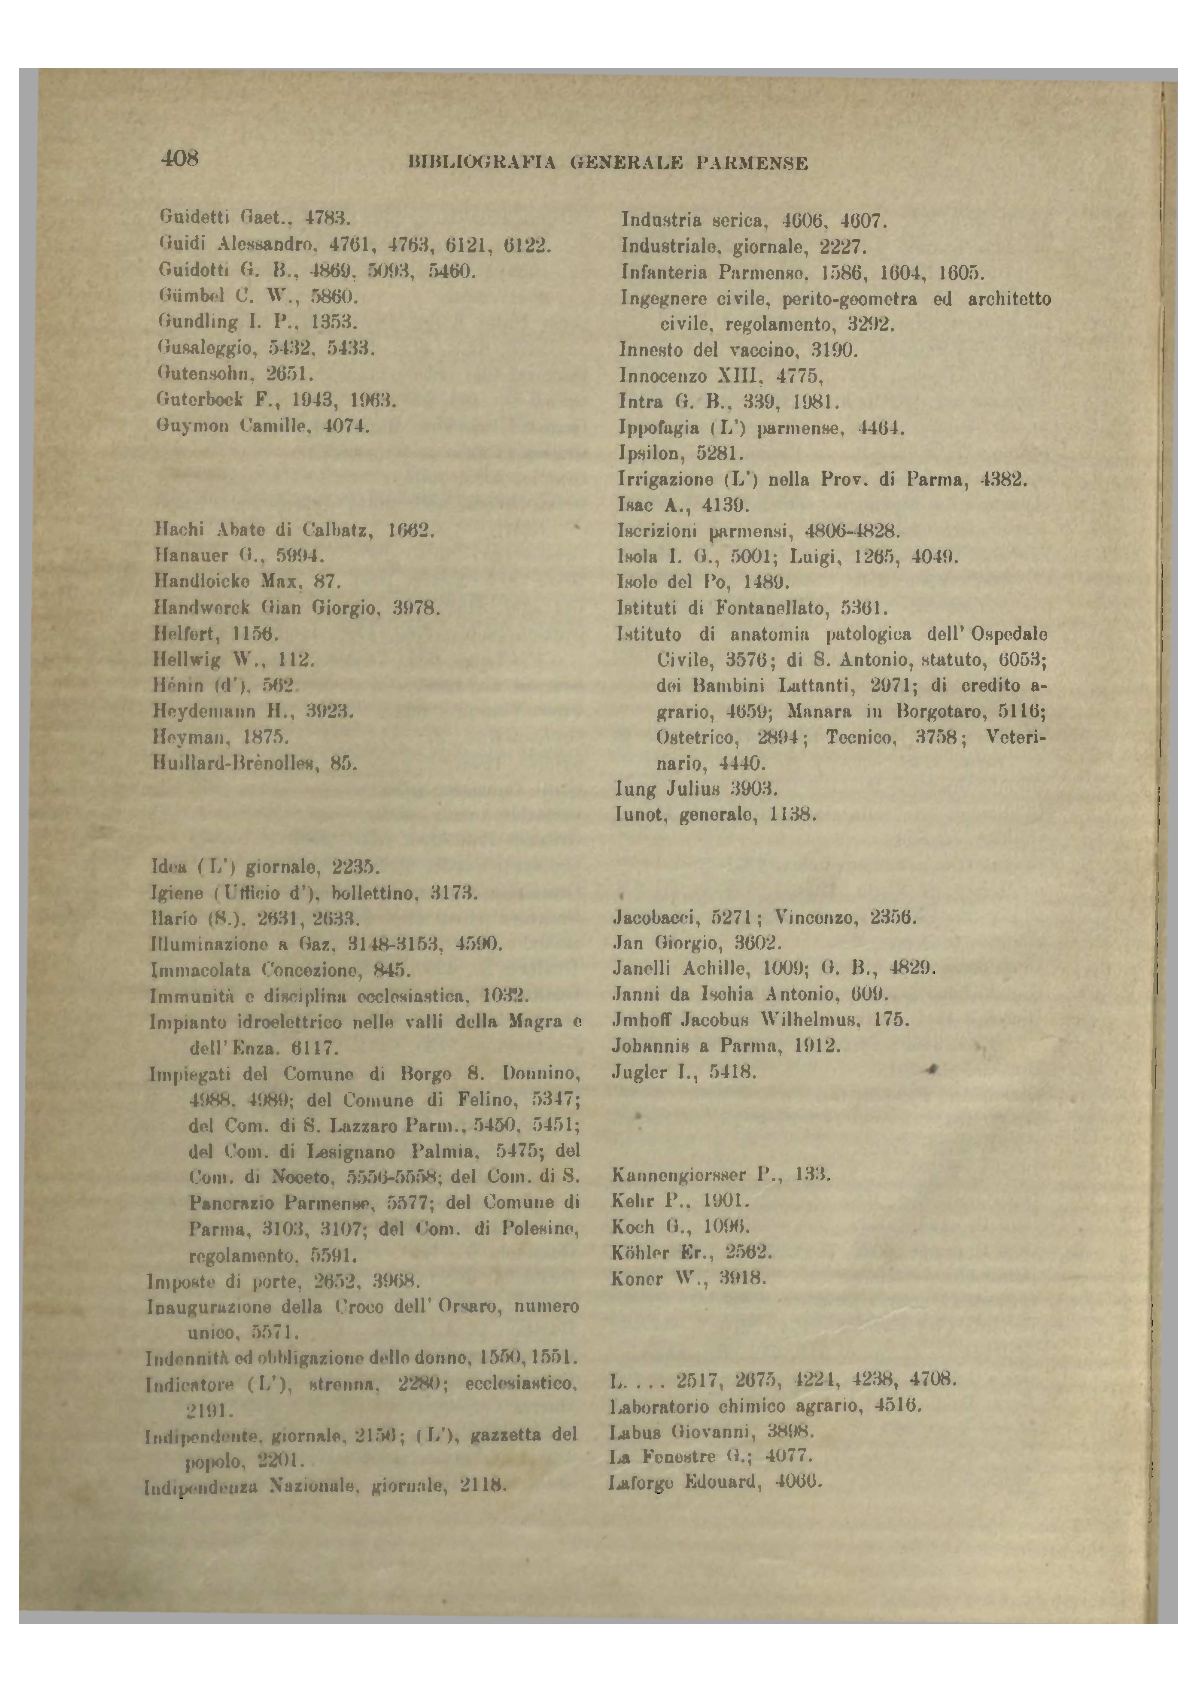 408
BIBLIOGRAFIA GENERALE PARMENSE
Guidetti Gaet., 4783.
Guidi Alessandro, 4761, 4763, 6121, 6122.
Guidotti G. B., 4869, 5093, 5460.
Gümbel C. W., 5860.
Gundling I. P., 1353.
Gusaleggio, 5432, 5433.
Gutensohn, 2651.
Guterbock F., 1943, 1963.
Guymon Camille, 4074.
Hachi Abate di Calbatz, 1662.
Hanauer G., 5994.
Handloicke Max, 87.
Handwerck Gian Giorgio, 3978.
Helfert, 1156.
Hellwig W., 112.
Hénin (d'), 562.
Heydemann H., 3923.
Heyman, 1875.
Huillard-Brènolles, 85.
Idea (L') giornale, 2235.
Igiene (Ufficio d'), bollettino, 3173.
Ilario (S.), 2631, 2633.
Illuminazione a Gaz, 3148-3153, 4590.
Immacolata Concezione, 845.
Immunità e disciplina ecclesiastica, 1032.
Impianto idroelettrico nelle valli della Magra e
dell' Enza. 6117.
Impiegati del Comune di Borgo S. Donnino,
4988, 4989; del Comune di Felino, 5347;
del Com. di S. Lazzaro Parm., 5450, 5451;
del Com. di Lesignano Palmia, 5475; del
Com. di Noceto, 5556-5558; del Com. di S.
Pancrazio Parmense, 5577; del Comune di
Parma, 3103, 3107; del Com. di Polesine,
regolamento, 5591.
Imposte di porte, 2652, 3968.
Inaugurazione della Croce dell' Orsaro, numero
unico, 5571.
Indennità ed obbligazione delle donne, 1550, 1551.
Indicatore (L'), strenna, 2280; ecclesiastico,
2191.
Indipendente, giornale, 2156; (L'), gazzetta del
popolo, 2201.
Indipendenza Nazionale, giornale, 2118.
Industria serica, 4606, 4607.
Industriale, giornale, 2227.
Infanteria Parmense, 1586, 1604, 1605.
Ingegnere civile, perito-geometra ed architetto
civile, regolamento, 3292.
Innesto del vaccino, 3190.
Innocenzo XIII, 4775,
Intra G. B., 339, 1981.
Ippofagia (L') parmense, 4464.
Ipsilon, 5281.
Irrigazione (L') nella Prov. di Parma, 4382.
Isac A., 4139.
Iscrizioni parmensi, 4806-4828.
Isola I. G., 5001; Luigi, 1265, 4049.
Isole del Po, 1489.
Istituti di Fontanellato, 5361.
Istituto di anatomia patologica dell' Ospedale
Civile, 3576; di S. Antonio, statuto, 6053;
dei Bambini Lattanti, 2971; di credito a-
grario, 4659; Manara in Borgotaro, 5116;
Ostetrico, 2894; Tecnico, 3758; Veteri-
nario, 4440.
Iung Julius 3903.
Iunot, generale, 1138.
Jacobacci, 5271; Vincenzo, 2356.
Jan Giorgio, 3602.
Janelli Achille, 1009; G. B., 4829.
Janni da Ischia Antonio, 609.
Jmhoff Jacobus Wilhelmus, 175.
Johannis a Parma, 1912.
Jugler I., 5418.
Kannengiorsser P., 133.
Kehr P., 1901.
Koch G., 1096.
Köhler Er., 2562.
Koner W., 3918.
L.... 2517, 2675, 4224, 4238, 4708.
Laboratorio chimico agrario, 4516.
Labus Giovanni, 3898.
La Fenestre G.; 4077.
Laforge Edouard, 4066.